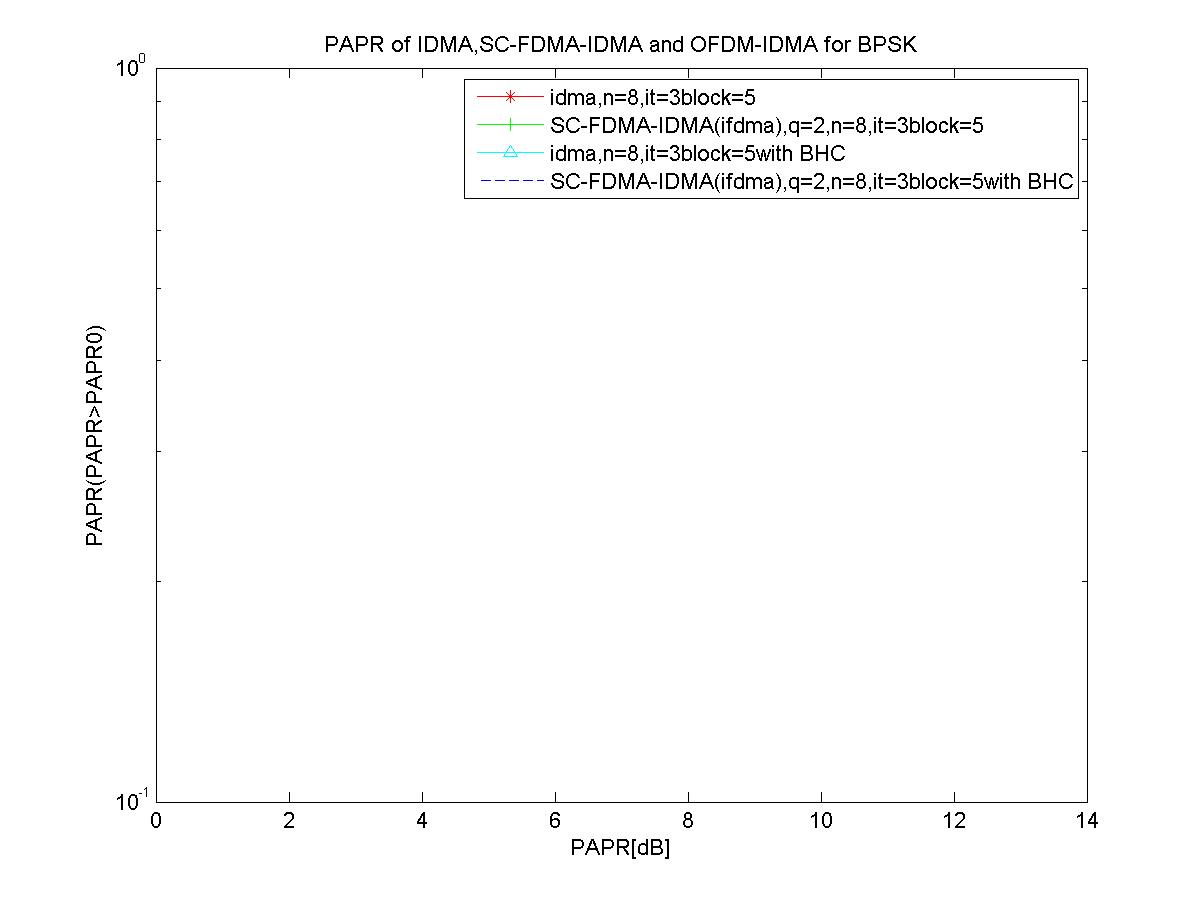 PAPR of IDMA,SC-FDMA-IDMA and OFDM-IDMA for BPSK
10^0
idma,n=8,it=3block=5
SC-FDMA-IDMA(ifdma),q=2,n=8,it=3block=5
idma,n=8,it=3block=5with BHC
SC-FDMA-IDMA(ifdma),q=2,n=8,it=3block=5with BHC
PAPR(PAPR>PAPR0)
10^-1
0 2 4 6 8 10 12 14
PAPR[dB]